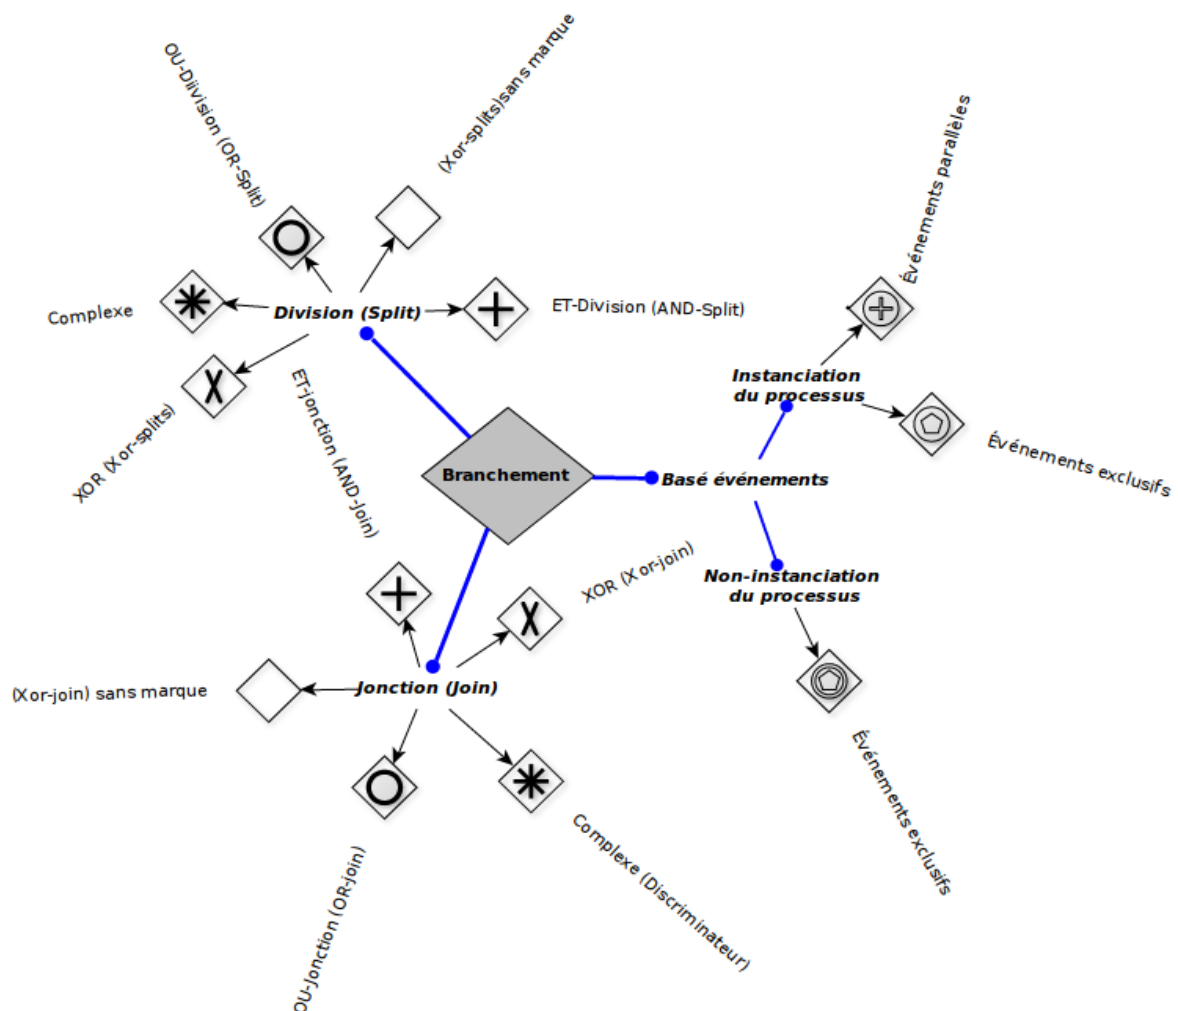 OU-Diivision (OR-Split)
(Xor-splits)sans marque
Complexe
Division (Split)
ET-Division (AND-Split)
XOR (Xor-splits)
ET-jonction (AND-Join)
Événements parallèles
Instanciation
du processus
Événements exclusifs
Branchement
Basé événements
XOR (Xor-join)
Non-instanciation
du processus
(Xor-join) sans marque
Jonction (Join)
Événements exclusifs
OU-Jonction (OR-join)
Complexe (Discriminateur)